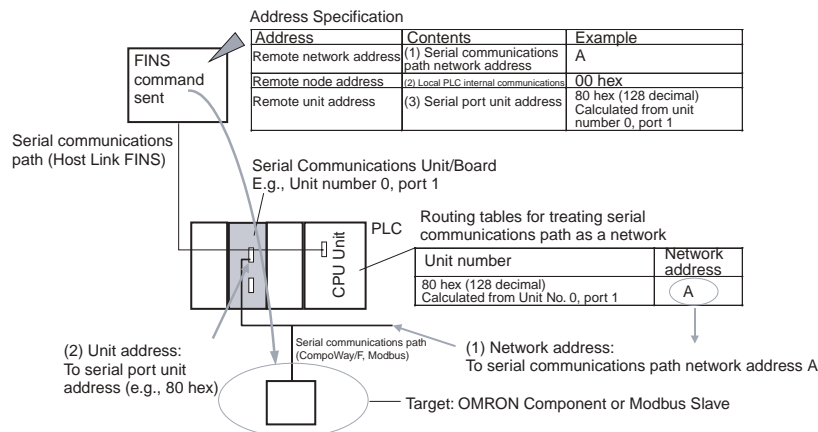 Address Specification
Address Contents Example
Remote network address (1) Serial communications path network address A
Remote node address (2) Local PLC internal communications 00 hex
Remote unit address (3) Serial port unit address 80 hex (128 decimal)
Calculated from unit
number 0, port 1
FINS
command
sent
Serial communications
path (Host Link FINS)
Serial Communications Unit/Board
E.g., Unit number 0, port 1
PLC
CPU Unit
Routing tables for treating serial
communications path as a network
Unit number Network address
80 hex (128 decimal)
Calculated from Unit No. 0, port 1 A
(2) Unit address:
To serial port unit
address (e.g., 80 hex)
Serial communications path
(CompoWay/F, Modbus)
(1) Network address:
To serial communications path network address A
Target: OMRON Component or Modbus Slave